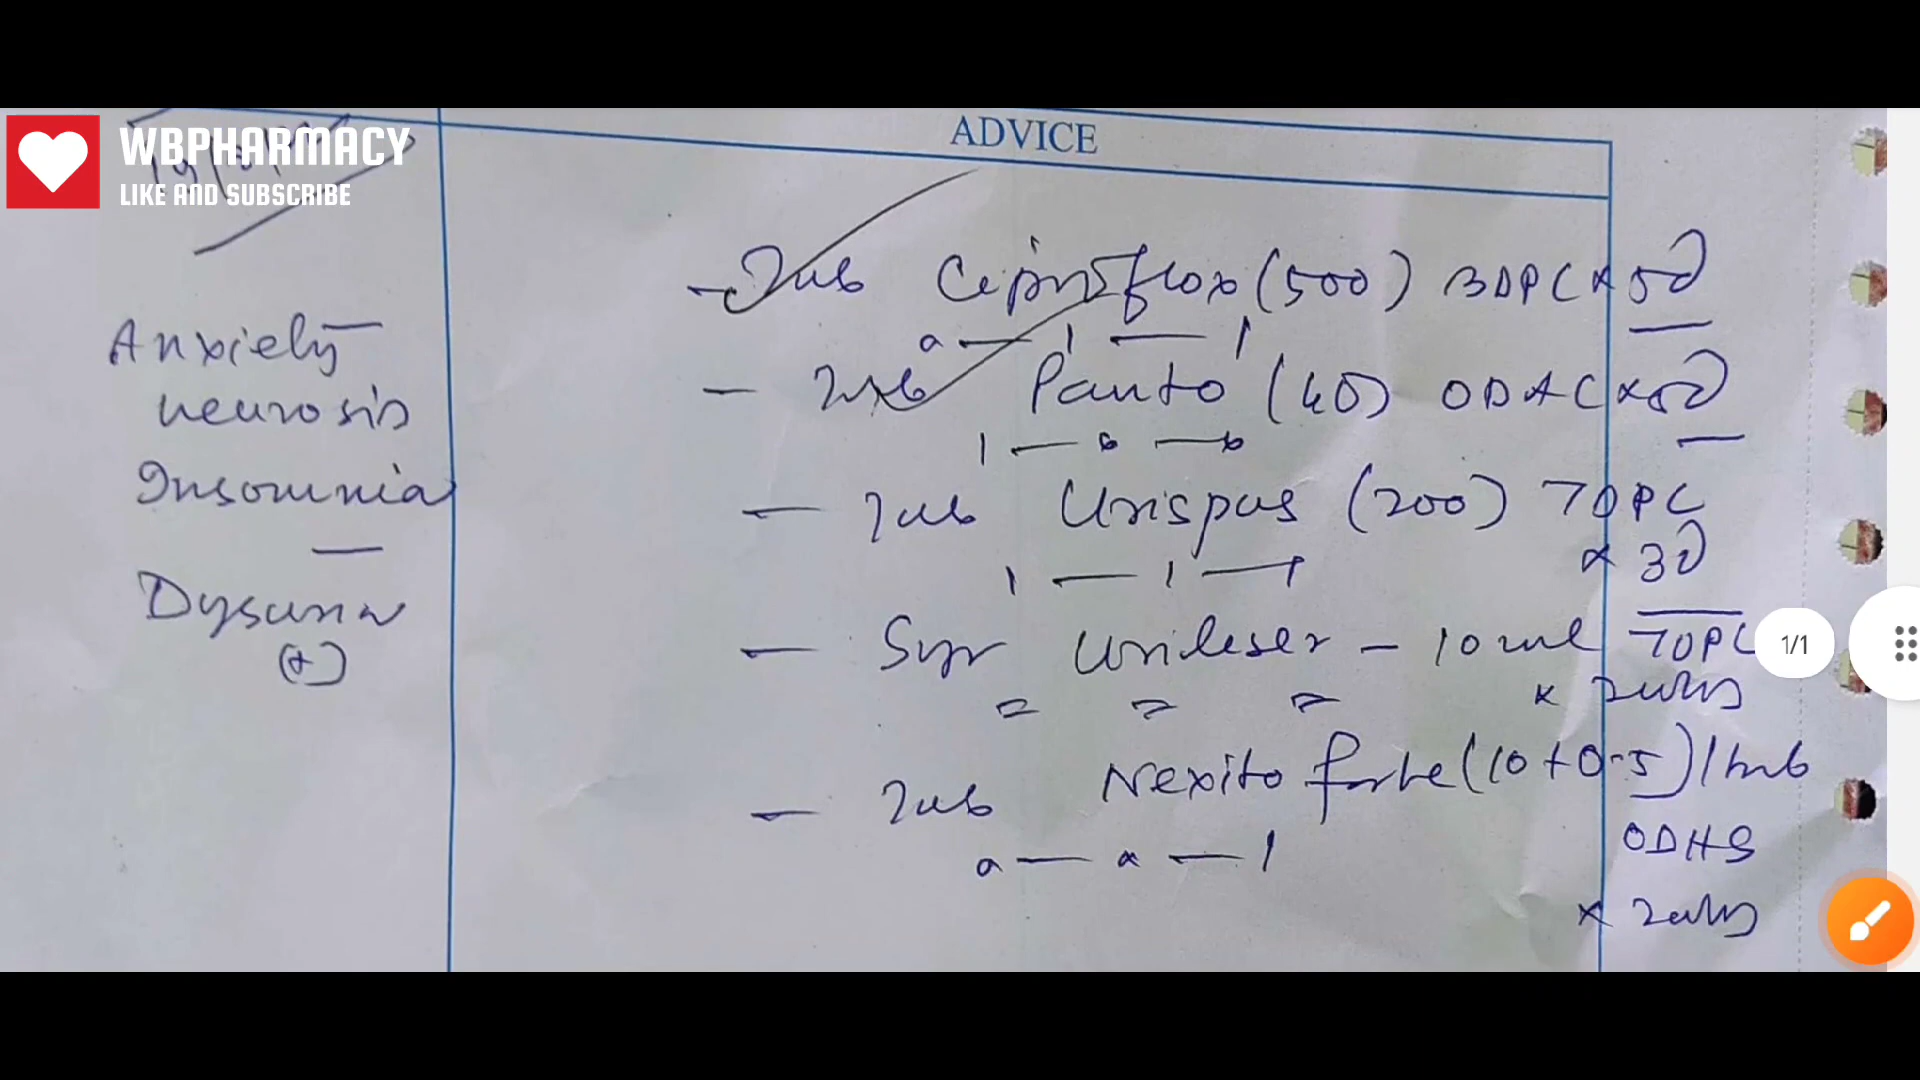 WBPHARMACY
LIKE AND SUBSCRIBE
ADVICE
Anxiety
neurosis
Insomnia
Dysuria
(+)
- Tab Ciproflox (500) BDPC x 5d
0 — 1 — 1
- Tab Panto (40) ODAC x 5d
1 — 0 — 0
- Tab Urispas (200) TDPC
x 3d
1 — 1 — 1
- Syr - 10 ml TDPC
= = = x 2wks
- Tab Nexito forte (10+0.5) 1 tab
ODHS
0 — 0 — 1
x 2wks
1/1